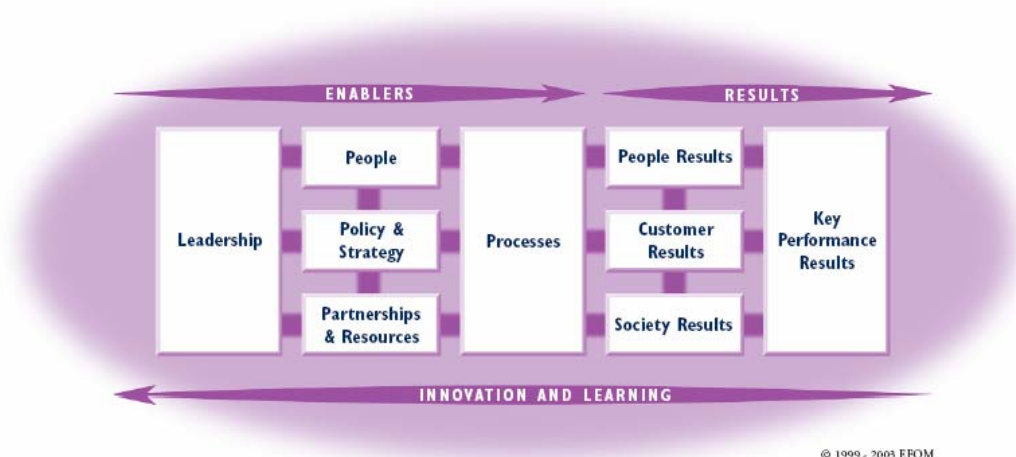 ENABLERS
RESULTS
Leadership
People
Policy &
Strategy
Partnerships
& Resources
Processes
People Results
Customer
Results
Society Results
Key
Performance
Results
INNOVATION AND LEARNING
© 1999 - 2003 EFQM